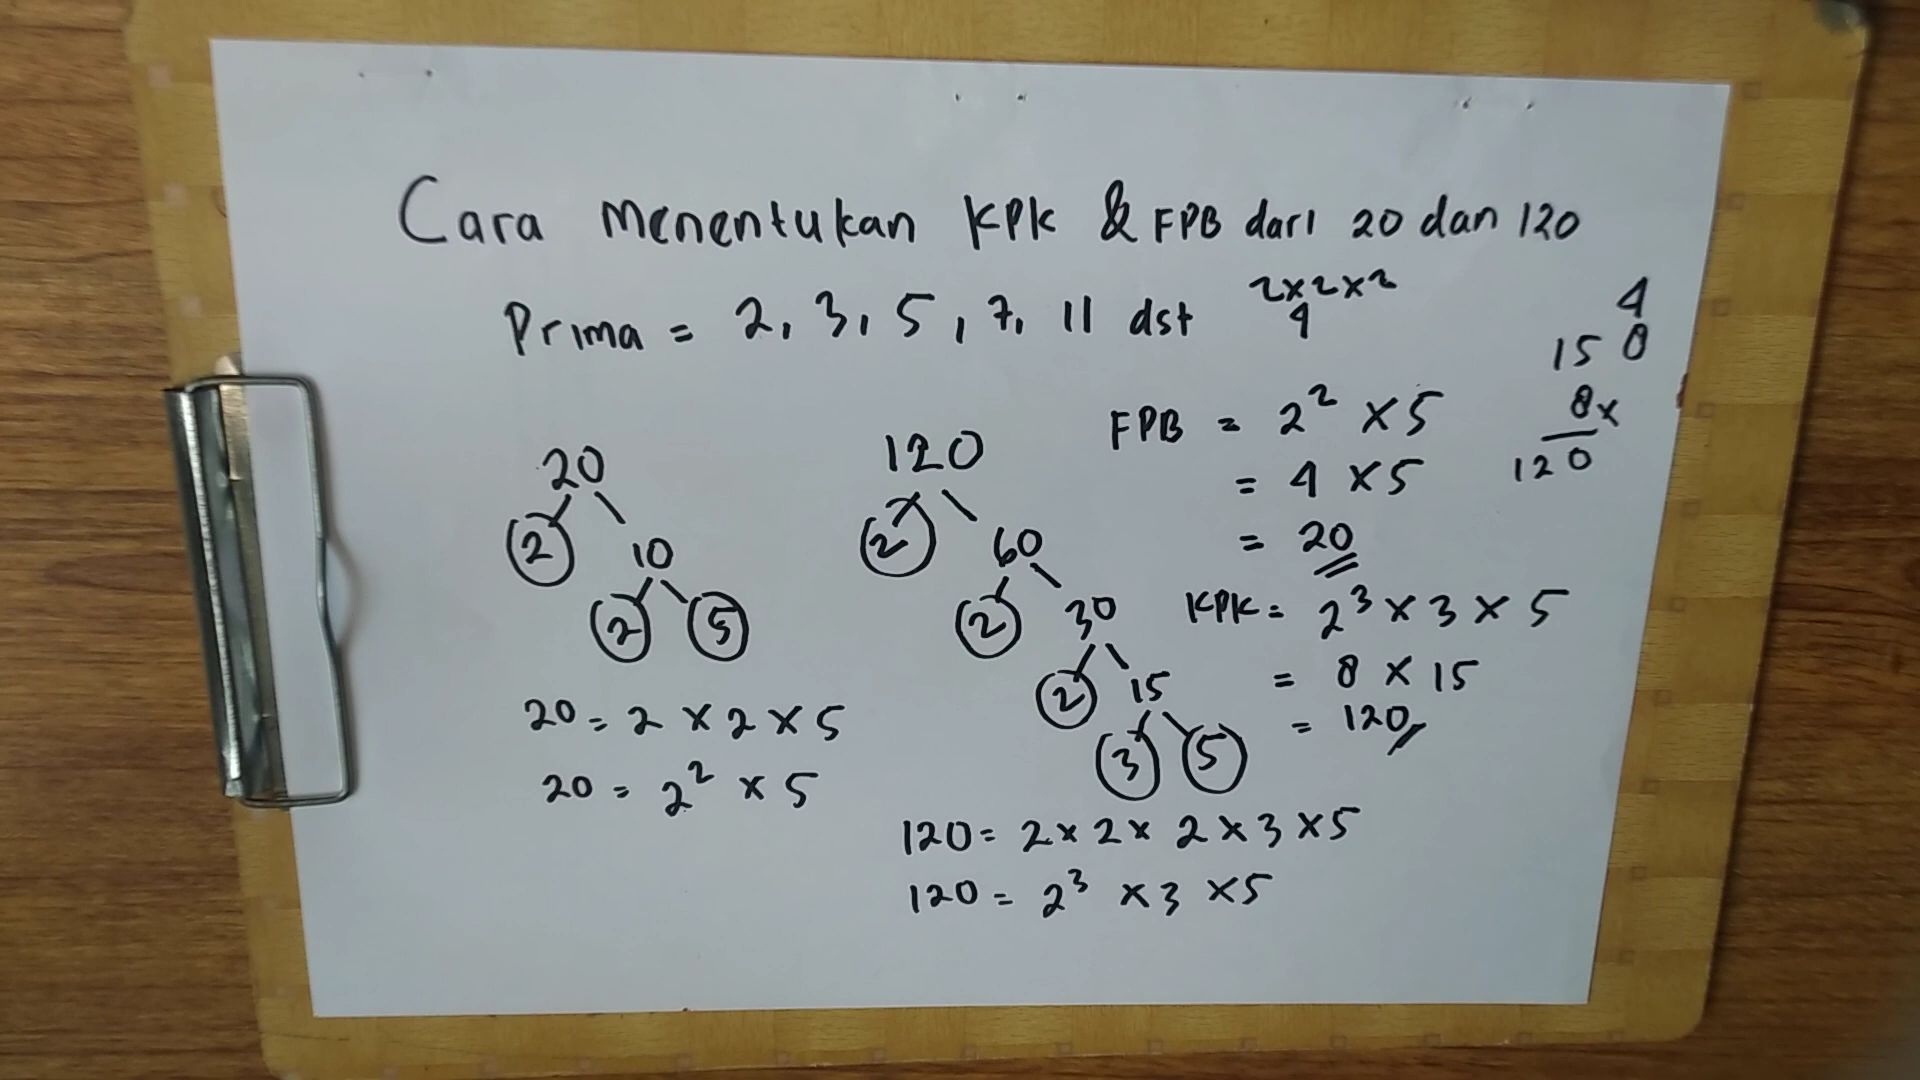 Cara menentukan KPK & FPB dari 20 dan 120
Prima = 2, 3, 5, 7, 11 dst
2x2x2
4
4
15 8
8x
120
20
2 10
2 5
20 = 2 x 2 x 5
20 = 2² x 5
120
2 60
2 30
2 15
3 5
120 = 2 x 2 x 2 x 3 x 5
120 = 2³ x 3 x 5
FPB = 2² x 5
= 4 x 5
= 20
KPK = 2³ x 3 x 5
= 8 x 15
= 120